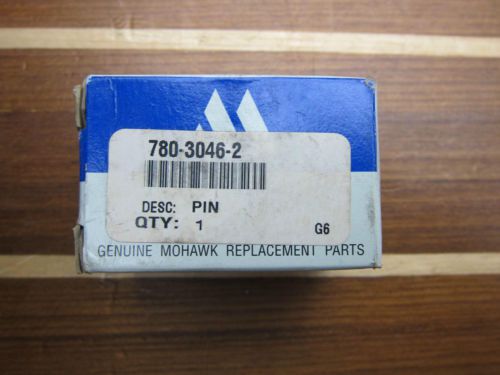 780-3046-2
DESC: PIN
QTY: 1 G6
GENUINE MOHAWK REPLACEMENT PARTS